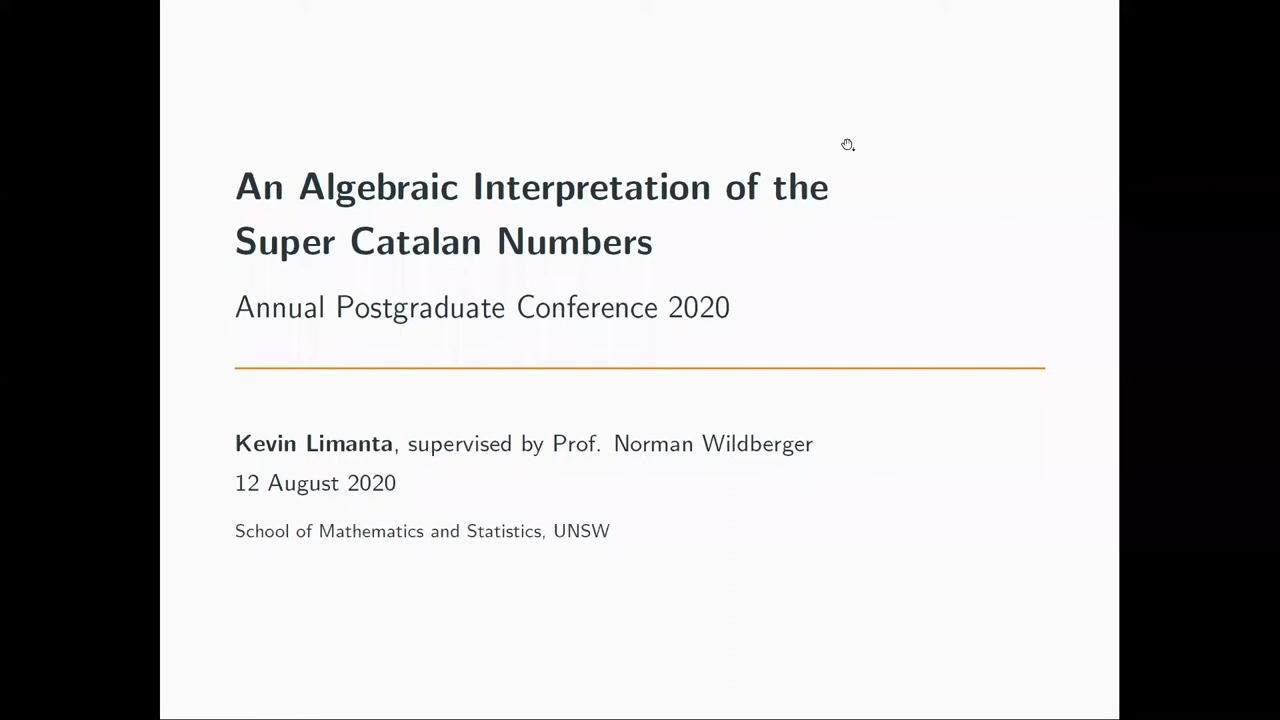 An Algebraic Interpretation of the
Super Catalan Numbers
Annual Postgraduate Conference 2020
Kevin Limanta, supervised by Prof. Norman Wildberger
12 August 2020
School of Mathematics and Statistics, UNSW